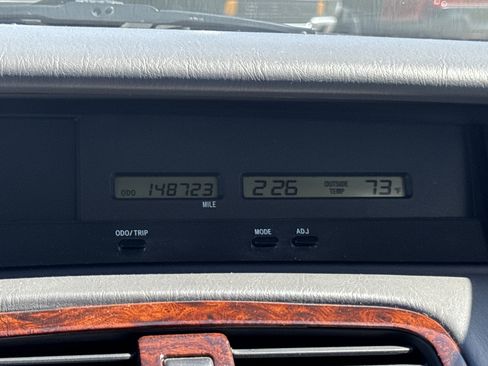 ODO 148723 2:26 OUTSIDE TEMP 73°F
MILE
ODO/TRIP MODE ADJ